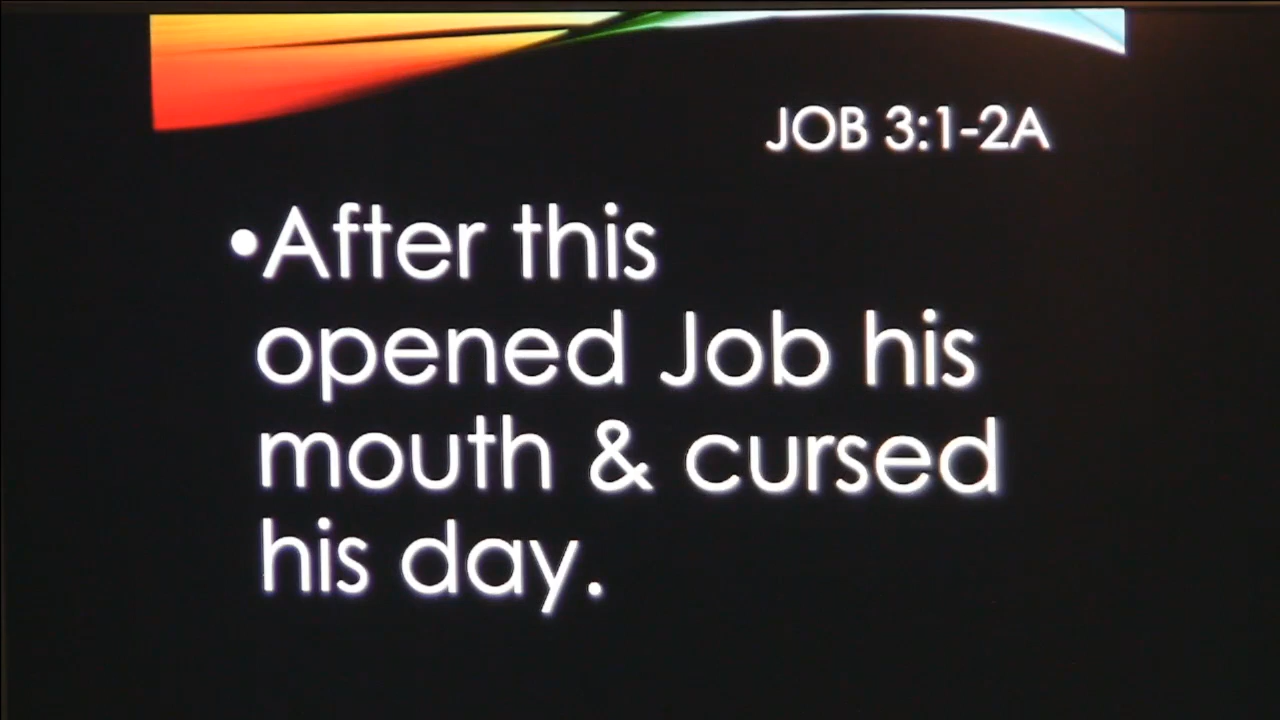 JOB 3:1-2A
•After this
opened Job his
mouth & cursed
his day.